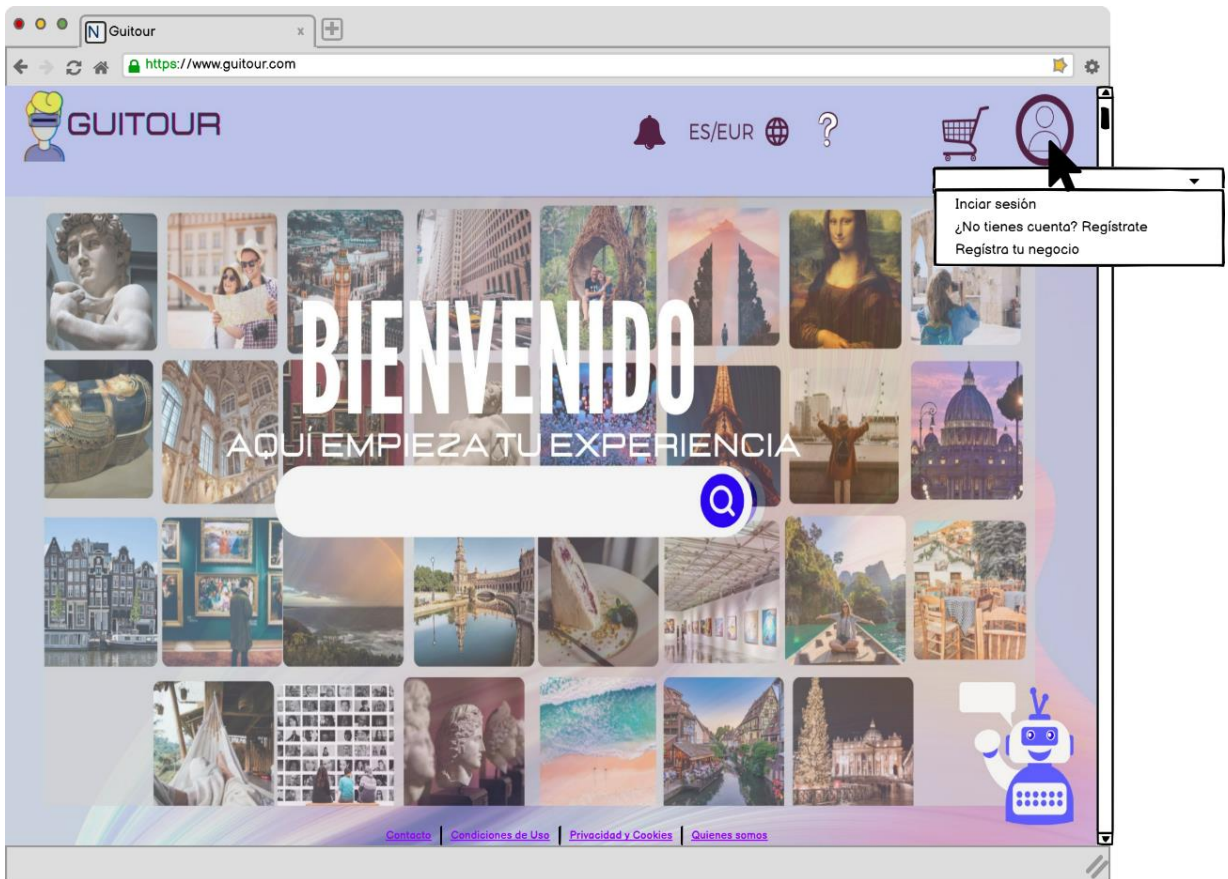 N Guitour x
https://www.guitour.com
GUITOUR
ES/EUR
?
Inciar sesión
¿No tienes cuenta? Regístrate
Regístra tu negocio
BIENVENIDO
AQUÍ EMPIEZA TU EXPERIENCIA
Contacto | Condiciones de Uso | Privacidad y Cookies | Quienes somos